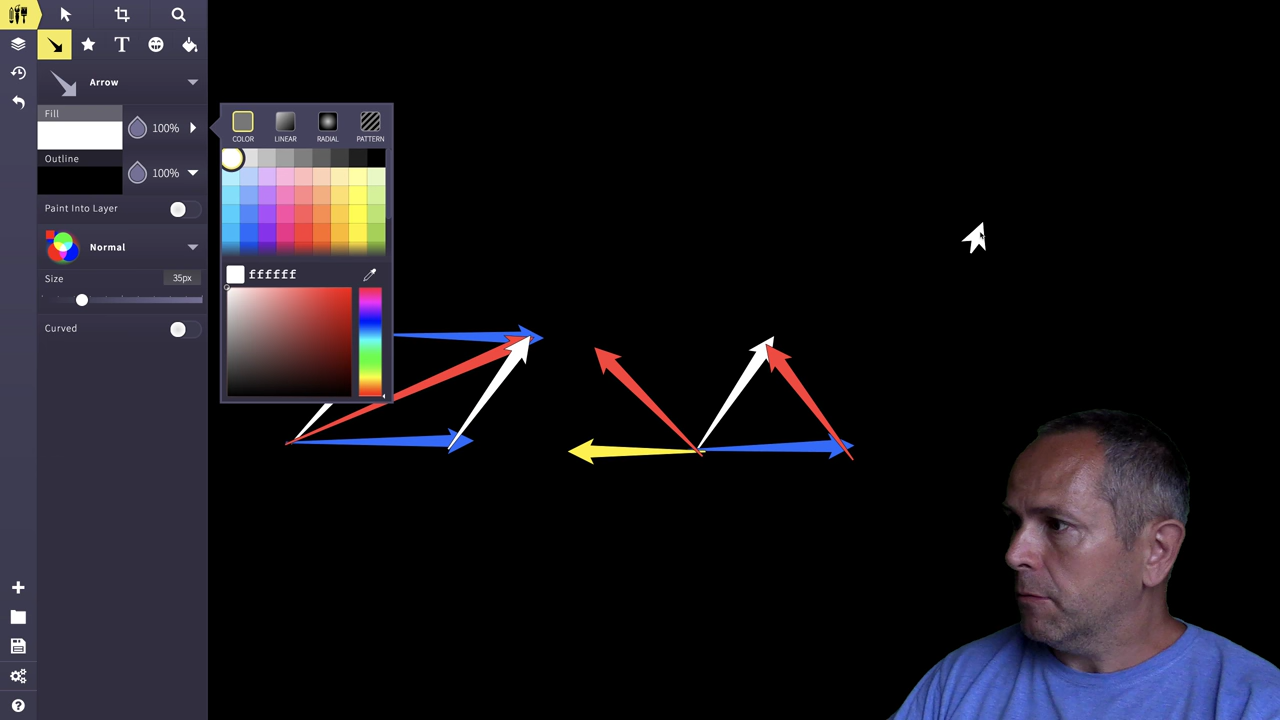 T
Arrow
Fill
100%
COLOR
LINEAR
RADIAL
PATTERN
Outline
100%
Paint Into Layer
Normal
ffffff
Size
35px
Curved
?